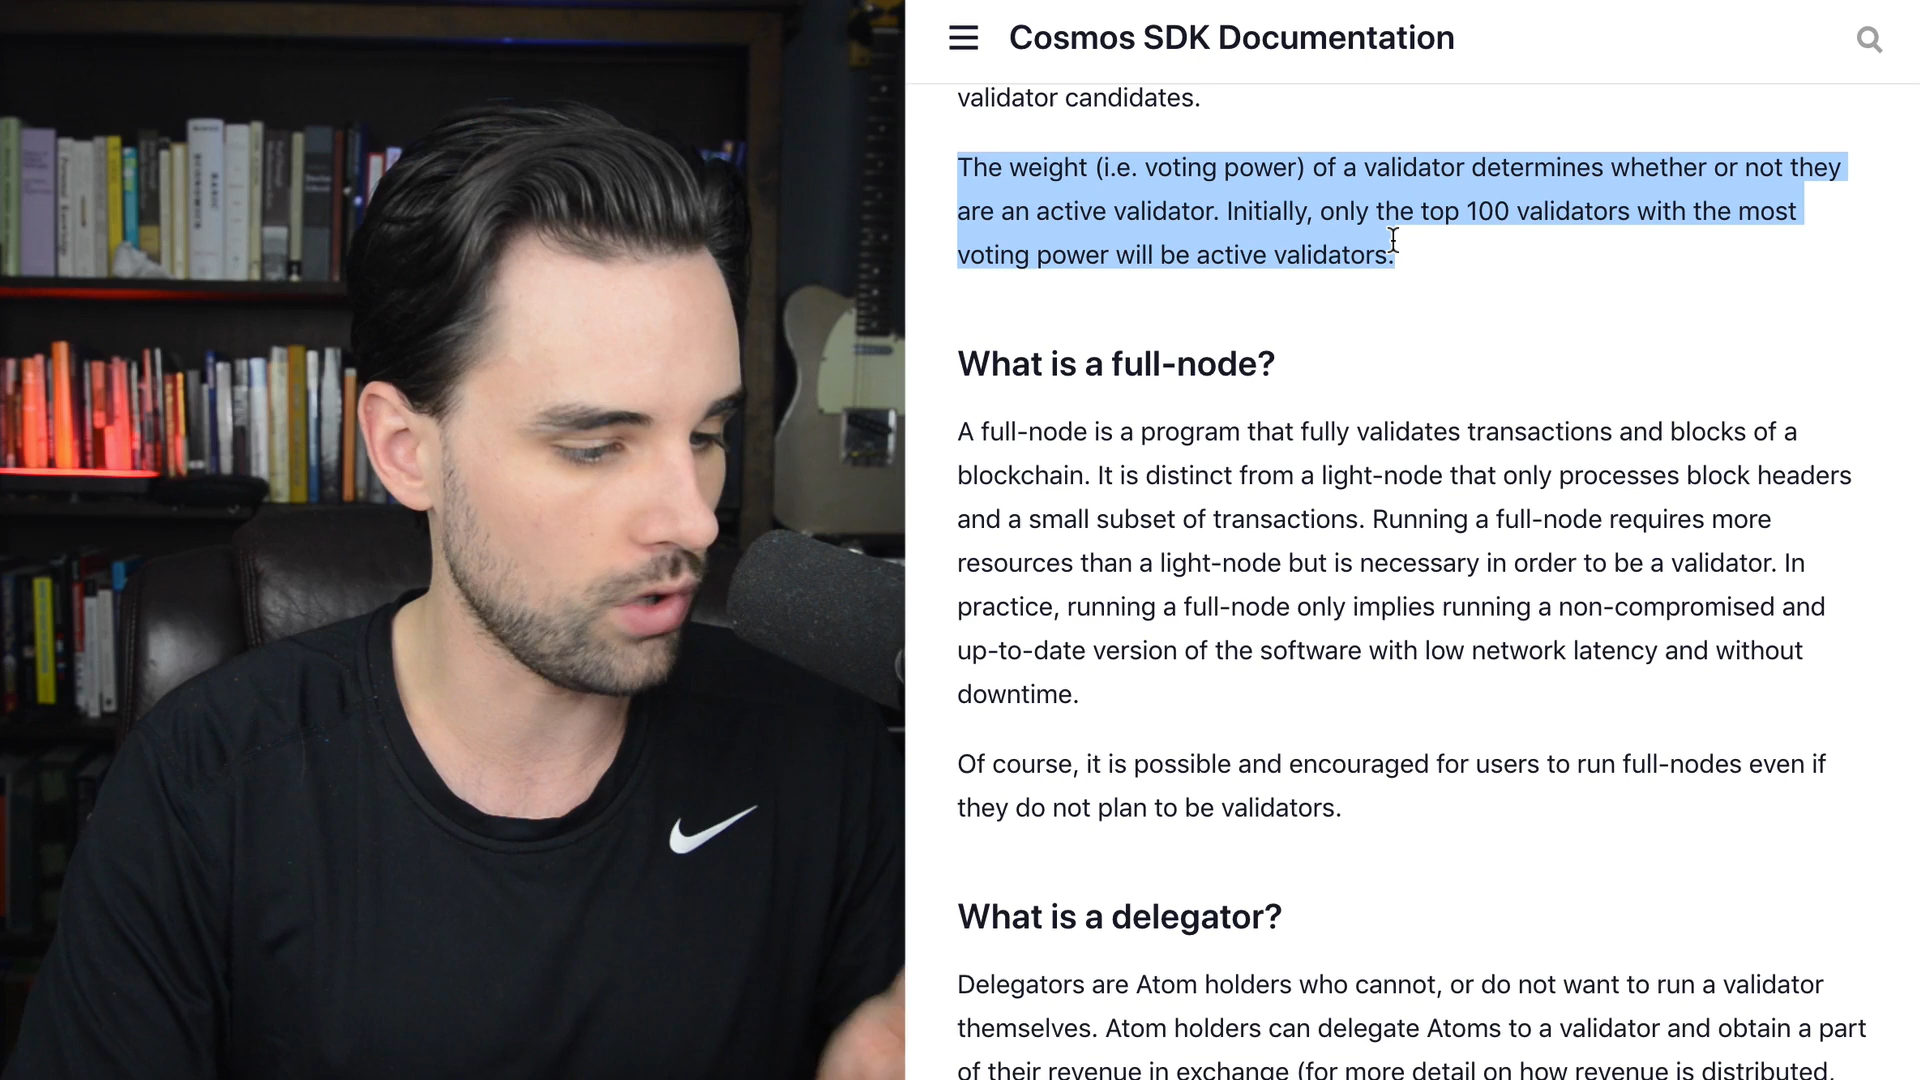 Cosmos SDK Documentation
validator candidates.
The weight (i.e. voting power) of a validator determines whether or not they
are an active validator. Initially, only the top 100 validators with the most
voting power will be active validators.
What is a full-node?
A full-node is a program that fully validates transactions and blocks of a
blockchain. It is distinct from a light-node that only processes block headers
and a small subset of transactions. Running a full-node requires more
resources than a light-node but is necessary in order to be a validator. In
practice, running a full-node only implies running a non-compromised and
up-to-date version of the software with low network latency and without
downtime.
Of course, it is possible and encouraged for users to run full-nodes even if
they do not plan to be validators.
What is a delegator?
Delegators are Atom holders who cannot, or do not want to run a validator
themselves. Atom holders can delegate Atoms to a validator and obtain a part
of their revenue in exchange (for more detail on how revenue is distributed,